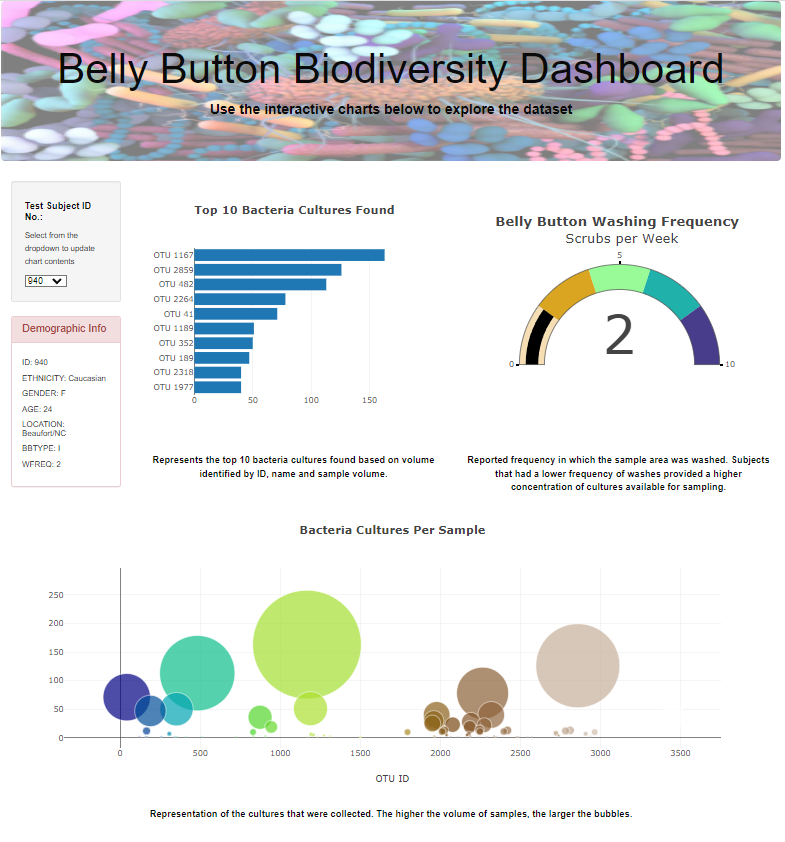 Belly Button Biodiversity Dashboard
Use the interactive charts below to explore the dataset
Test Subject ID
No.:
Select from the
dropdown to update
chart contents
940
Demographic Info
ID: 940
ETHNICITY: Caucasian
GENDER: F
AGE: 24
LOCATION:
Beaufort/NC
BBTYPE: I
WFREQ: 2
Top 10 Bacteria Cultures Found
OTU 1167
OTU 2859
OTU 482
OTU 2264
OTU 41
OTU 1189
OTU 352
OTU 189
OTU 2318
OTU 1977
0 50 100 150
Represents the top 10 bacteria cultures found based on volume
identified by ID, name and sample volume.
Belly Button Washing Frequency
Scrubs per Week
5
2
0 10
Reported frequency in which the sample area was washed. Subjects
that had a lower frequency of washes provided a higher
concentration of cultures available for sampling.
Bacteria Cultures Per Sample
250
200
150
100
50
0
0 500 1000 1500 2000 2500 3000 3500
OTU ID
Representation of the cultures that were collected. The higher the volume of samples, the larger the bubbles.